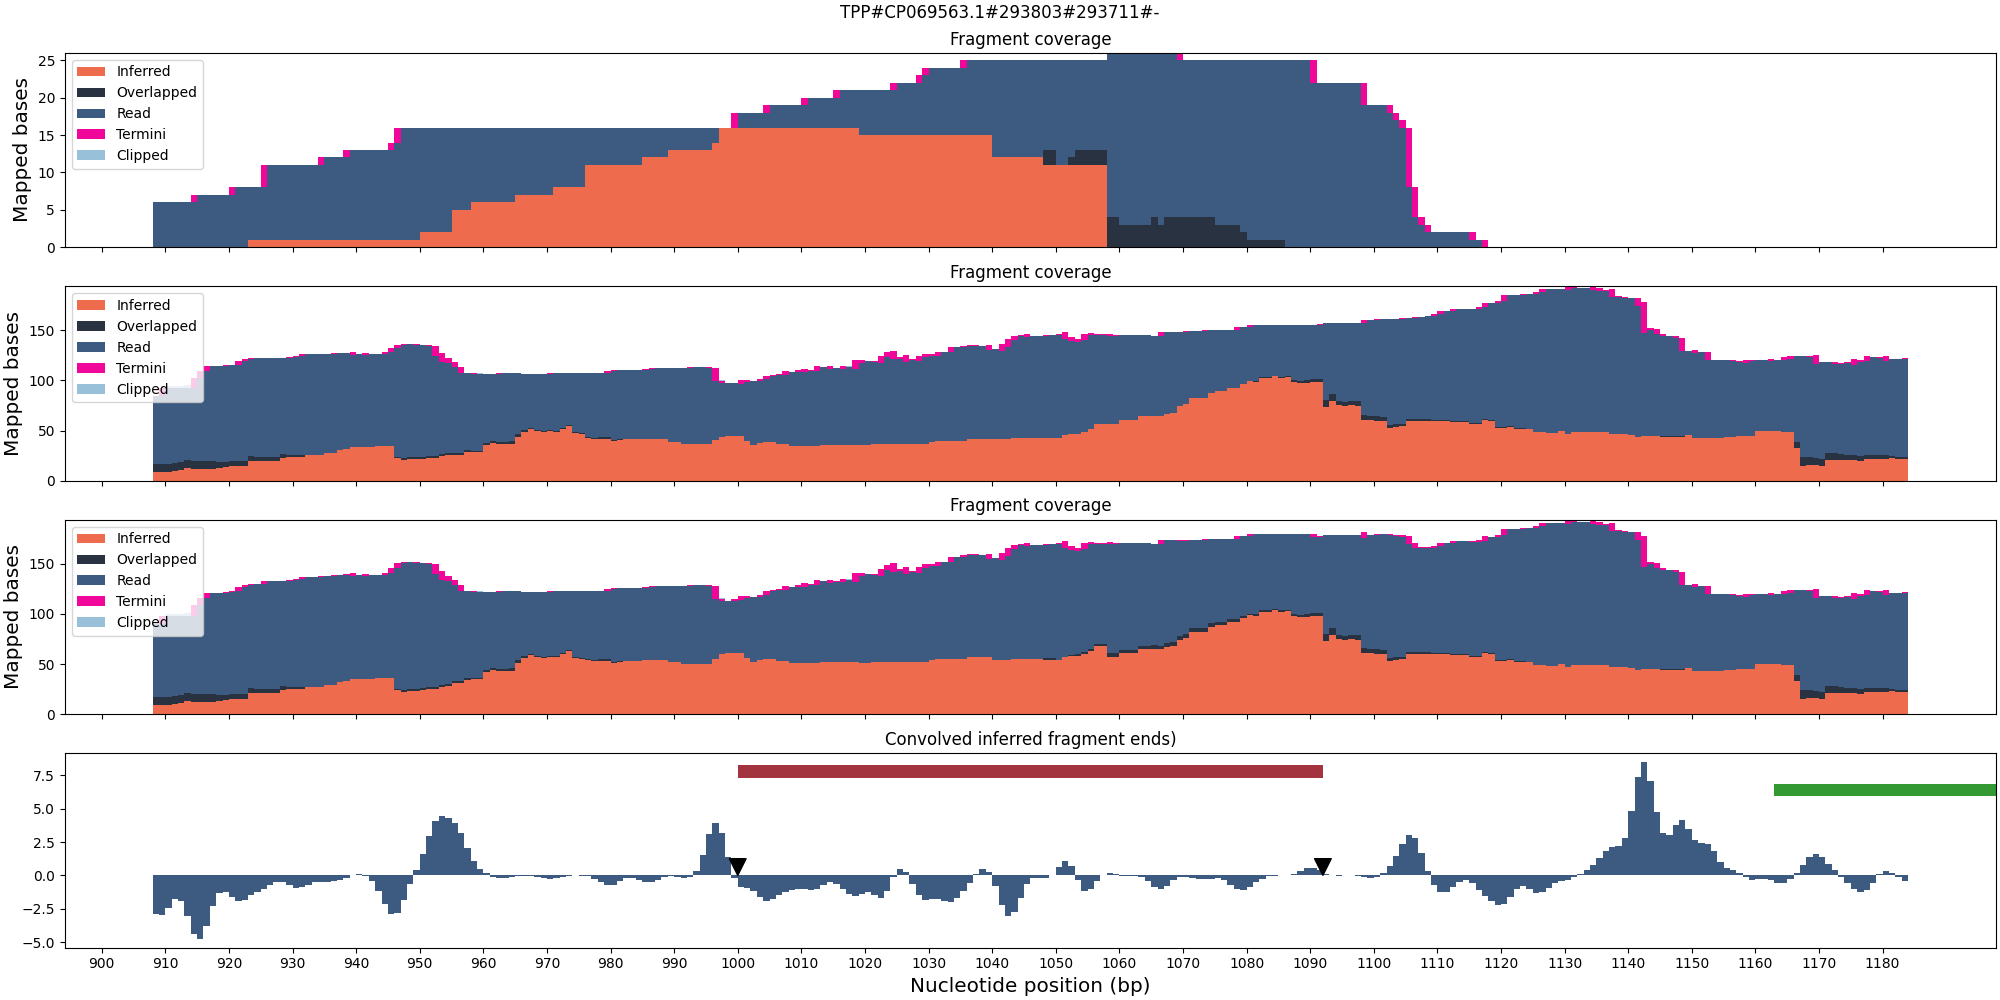 TPP#CP069563.1#293803#293711#-
Fragment coverage
Mapped bases
25
20
15
10
5
0
Inferred
Overlapped
Read
Termini
Clipped
Fragment coverage
Mapped bases
150
100
50
0
Inferred
Overlapped
Read
Termini
Clipped
Fragment coverage
Mapped bases
150
100
50
0
Inferred
Overlapped
Read
Termini
Clipped
Convolved inferred fragment ends)
7.5
5.0
2.5
0.0
−2.5
−5.0
900 910 920 930 940 950 960 970 980 990 1000 1010 1020 1030 1040 1050 1060 1070 1080 1090 1100 1110 1120 1130 1140 1150 1160 1170 1180
Nucleotide position (bp)